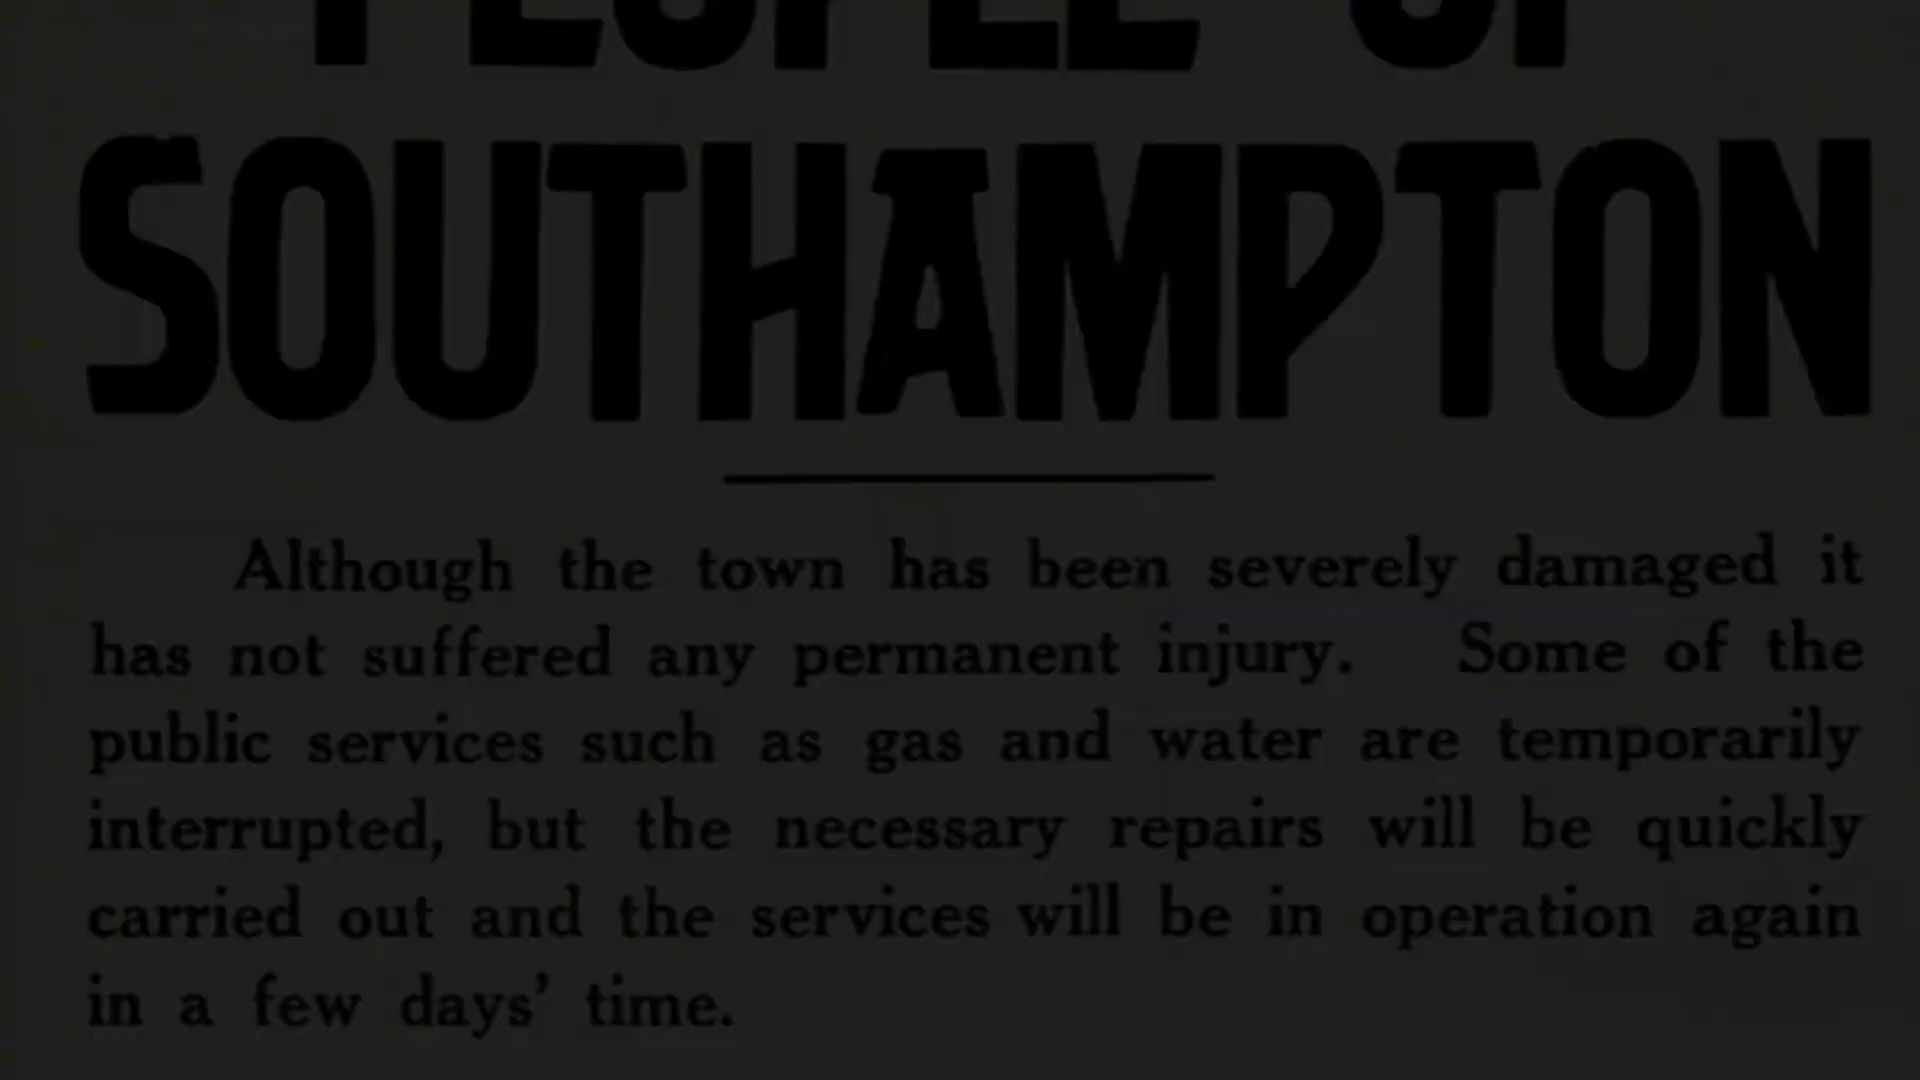 PEOPLE OF
SOUTHAMPTON
Although the town has been severely damaged it
has not suffered any permanent injury. Some of the
public services such as gas and water are temporarily
interrupted, but the necessary repairs will be quickly
carried out and the services will be in operation again
in a few days’ time.